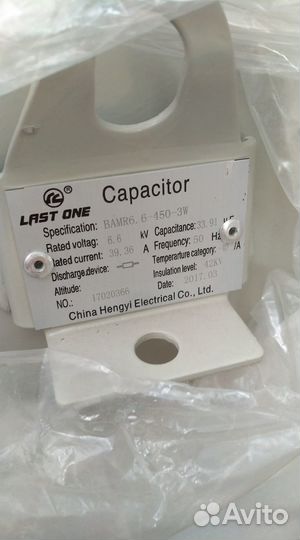 LAST ONE
®
Capacitor
Specification: BAMR6.6-450-3W
Rated voltag: 6.6 kV Capacitance: 33.91
Rated current: 39.36 A Frequency: 50 Hz
Discharge.device: Temperarture category: /A
Altitude: Insulation level: 42KV
NO.: 17020366 Date: 2017.03
China Hengyi Electrical Co., Ltd.
Avito